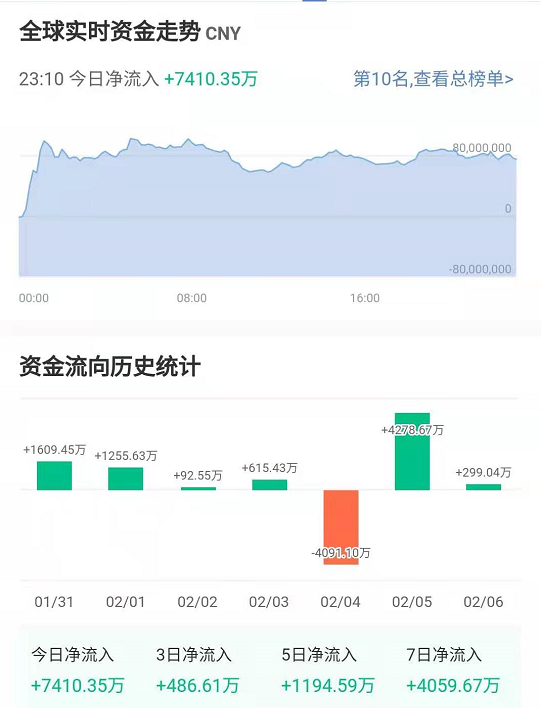 全球实时资金走势 CNY
23:10 今日净流入 +7410.35万 第10名,查看总榜单>
80,000,000
0
-80,000,000
00:00 08:00 16:00
资金流向历史统计
+1609.45万 +1255.63万 +92.55万 +615.43万 -4091.10万 +4278.67万 +299.04万
01/31 02/01 02/02 02/03 02/04 02/05 02/06
今日净流入 3日净流入 5日净流入 7日净流入
+7410.35万 +486.61万 +1194.59万 +4059.67万